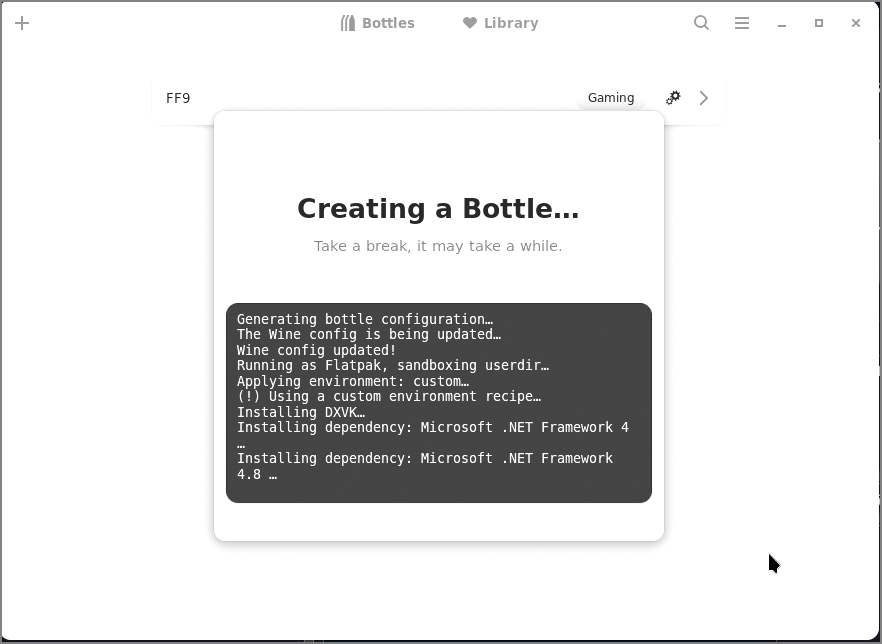 Bottles
Library
FF9
Gaming
Creating a Bottle…
Take a break, it may take a while.
Generating bottle configuration…
The Wine config is being updated…
Wine config updated!
Running as Flatpak, sandboxing userdir…
Applying environment: custom…
(!) Using a custom environment recipe…
Installing DXVK…
Installing dependency: Microsoft .NET Framework 4
…
Installing dependency: Microsoft .NET Framework
4.8 …